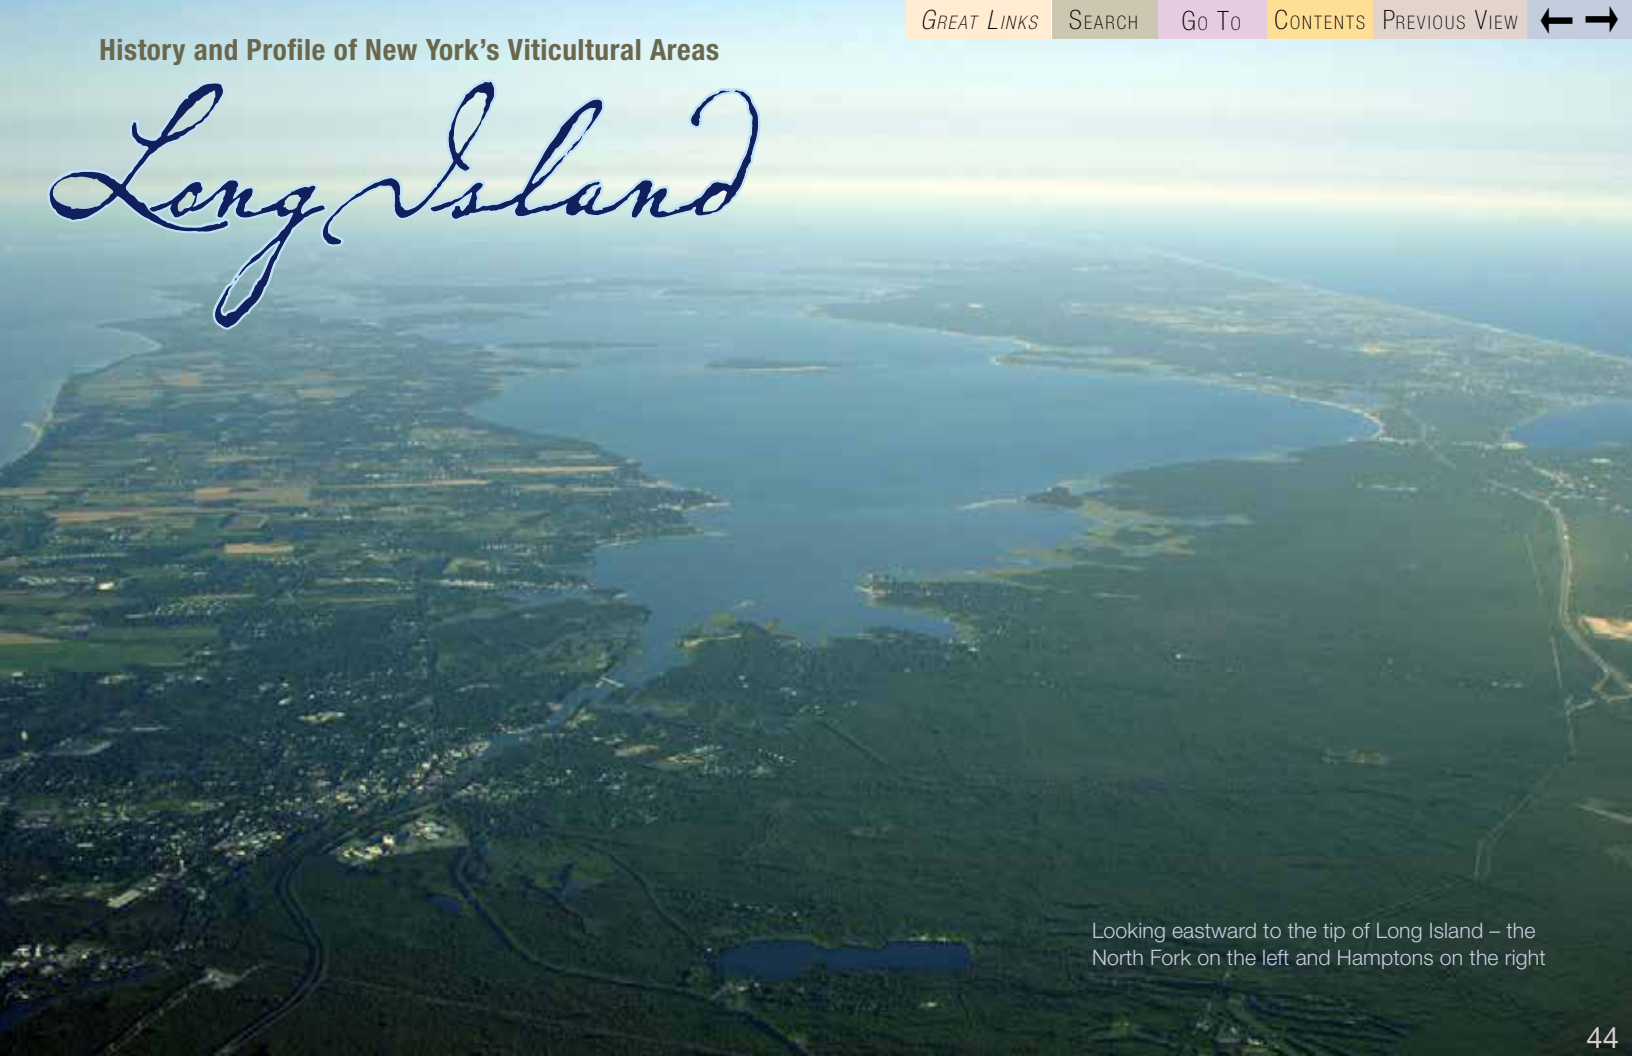 Great Links Search Go To Contents Previous View
History and Profile of New York's Viticultural Areas
Long Island
Looking eastward to the tip of Long Island – the
North Fork on the left and Hamptons on the right
44